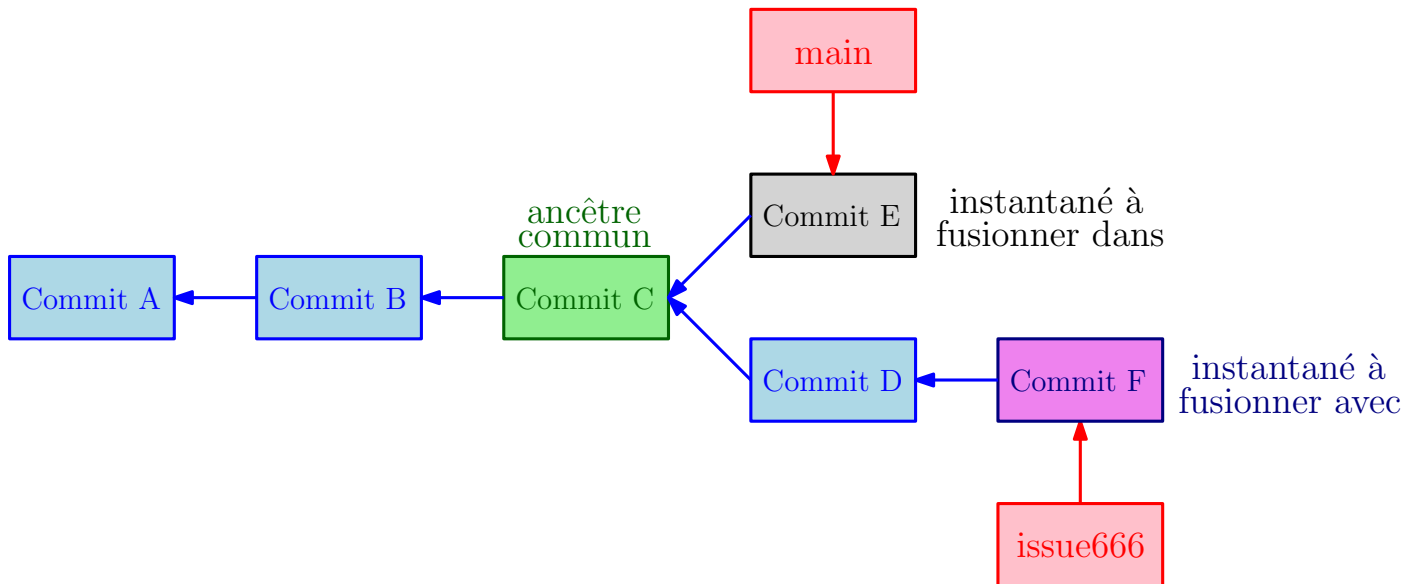 main
Commit E
instantané à
fusionner dans
ancêtre
commun
Commit A
Commit B
Commit C
Commit D
Commit F
instantané à
fusionner avec
issue666